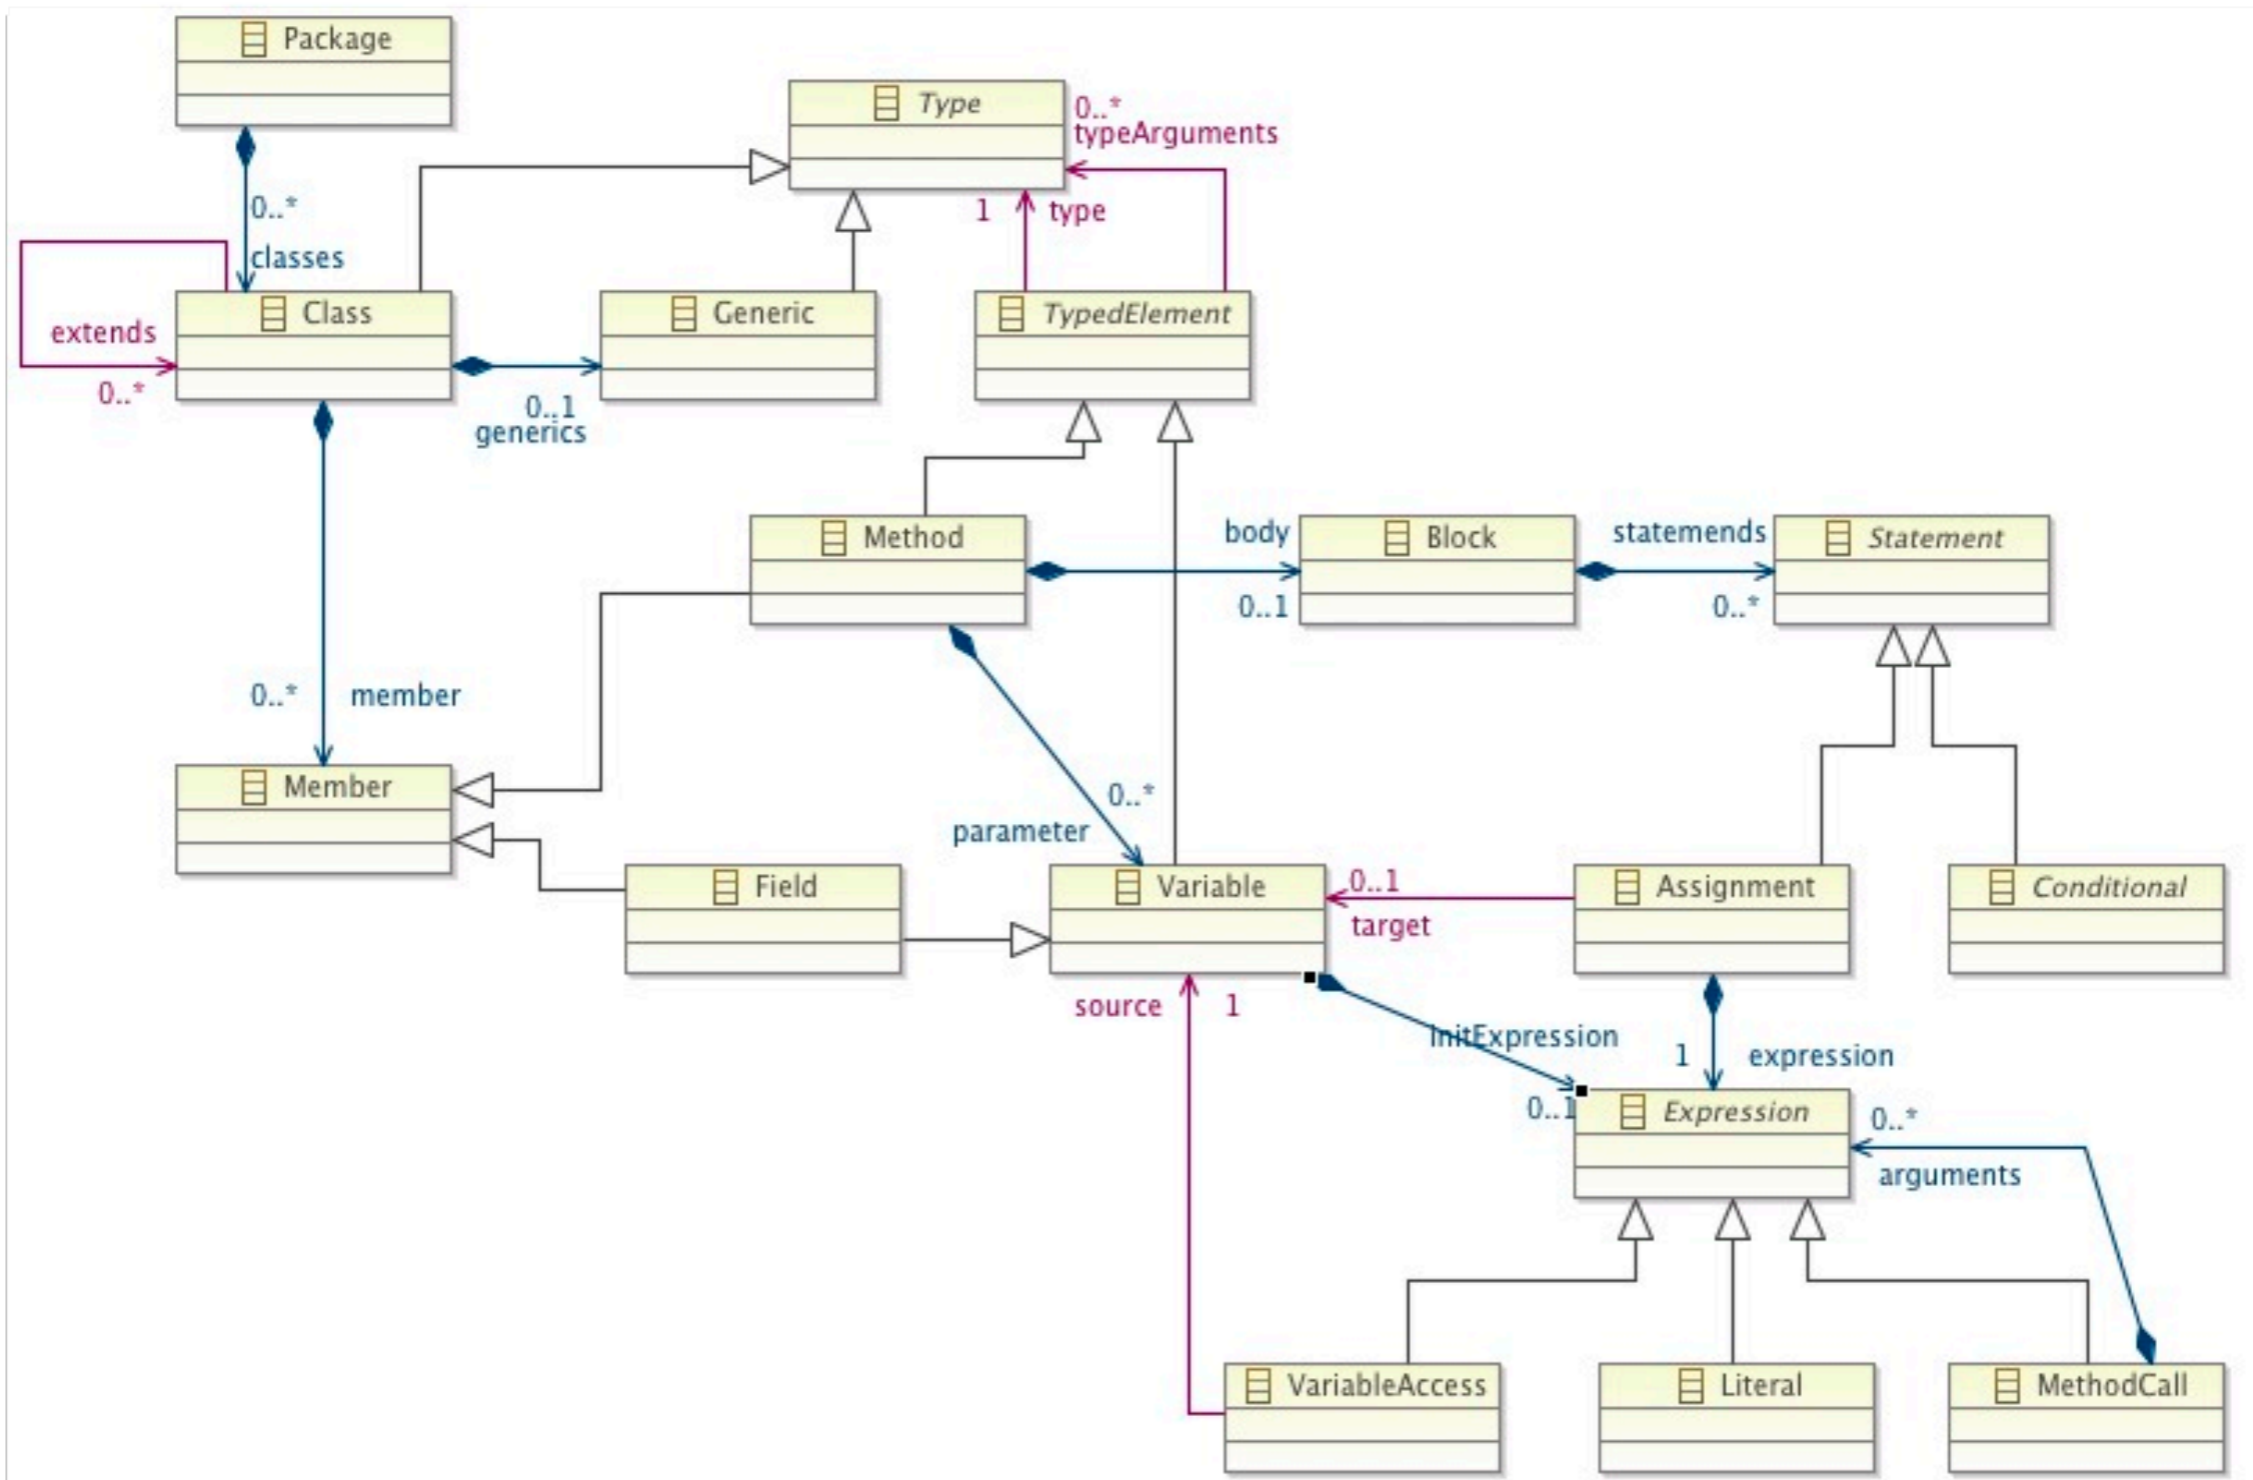 Package
Type
0..*
typeArguments
0..*
classes
1
type
Class
Generic
TypedElement
extends
0..*
0..1
generics
Method
body
0..1
Block
statemends
0..*
Statement
0..*
member
Member
0..*
parameter
Field
Variable
0..1
target
Assignment
Conditional
source
1
initExpression
0..1
1
expression
Expression
0..*
arguments
VariableAccess
Literal
MethodCall